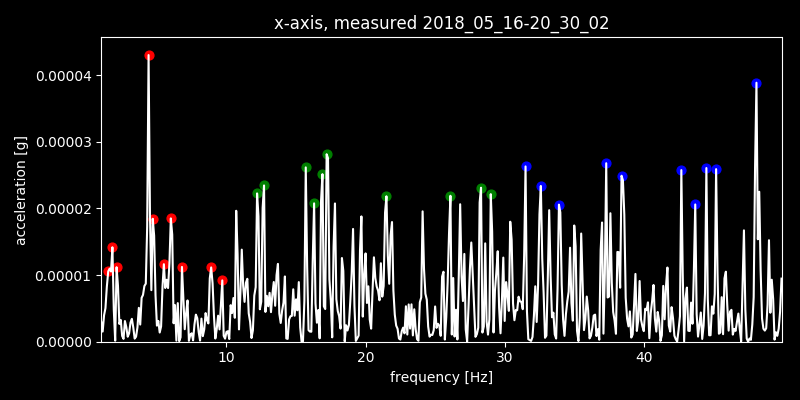 x-axis, measured 2018_05_16-20_30_02
0.00004
0.00003
0.00002
0.00001
0.00000
acceleration [g]
10 20 30 40
frequency [Hz]